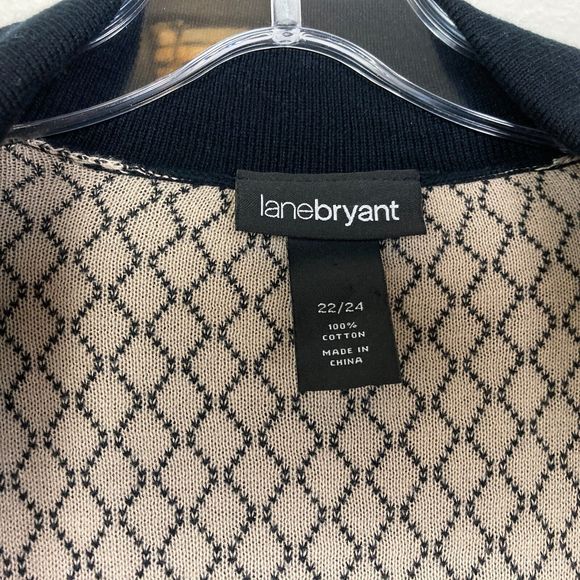 lanebryant
22/24
100%
COTTON
MADE IN
CHINA